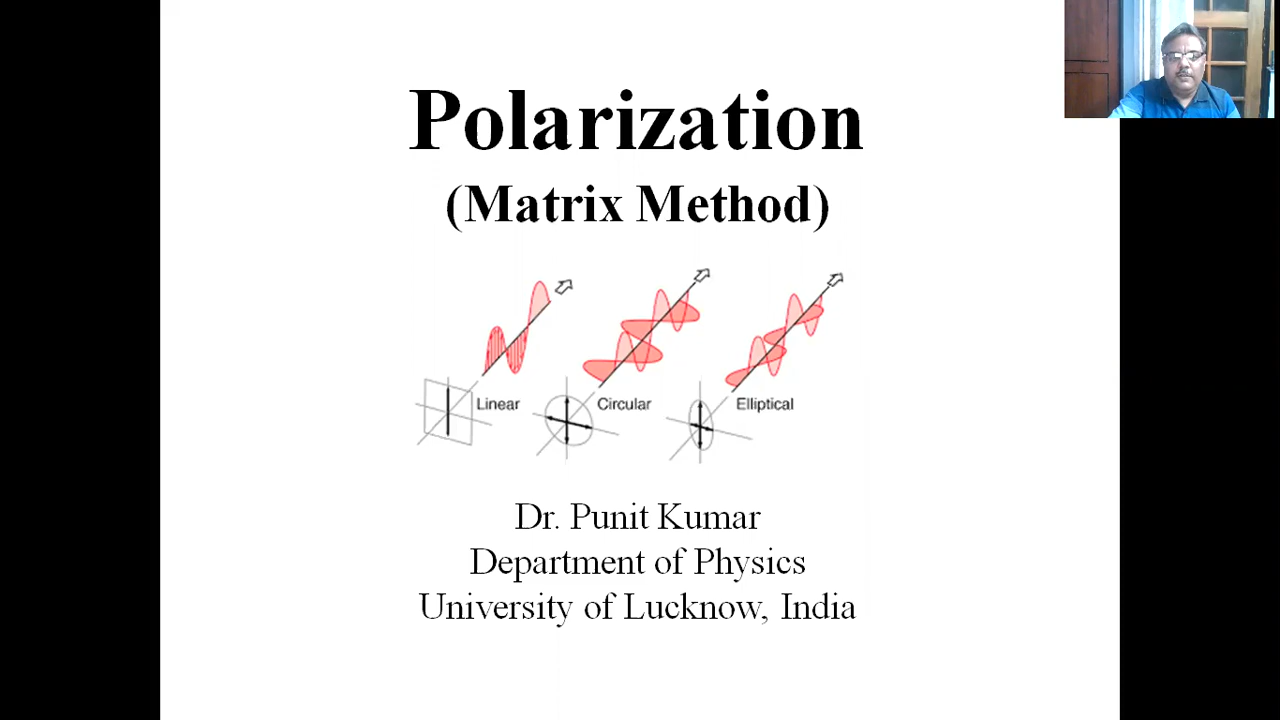 Polarization
(Matrix Method)
Linear
Circular
Elliptical
Dr. Punit Kumar
Department of Physics
University of Lucknow, India